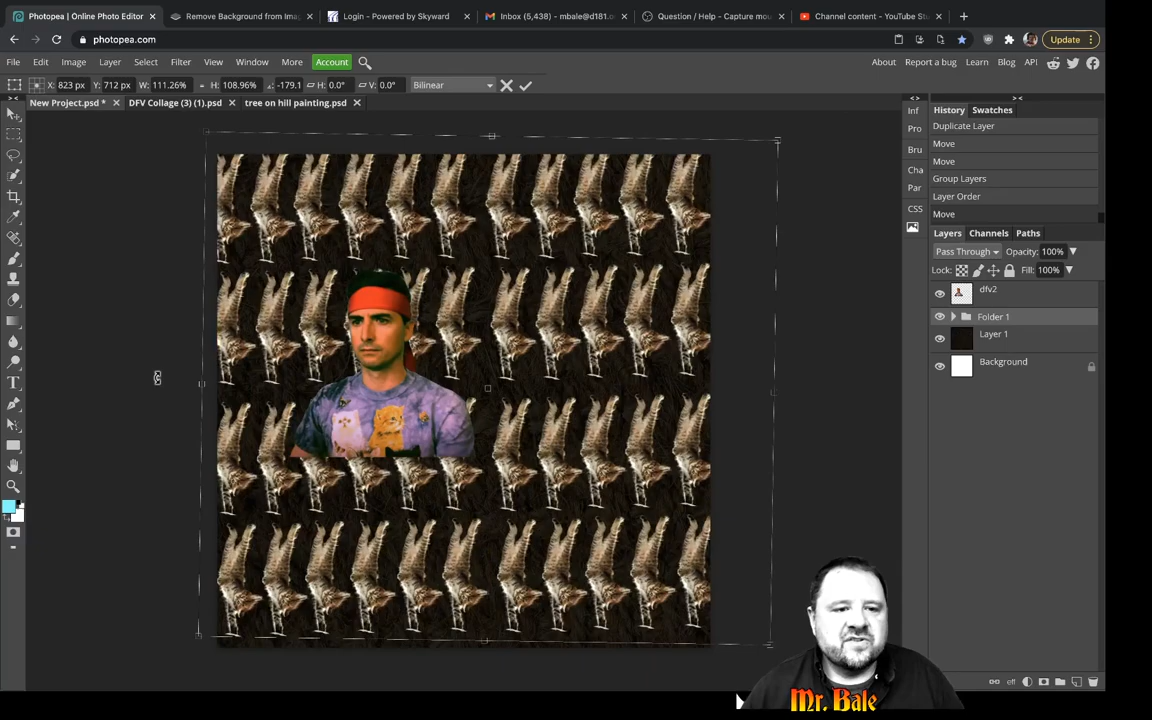 Photopea | Online Photo Editor
Remove Background from Ima
Login - Powered by Skyward
Inbox (5,438) - mbale@d181.o
Question / Help - Capture mou
Channel content - YouTube Stu
photopea.com
Update
File Edit Image Layer Select Filter View Window More Account
About Report a bug Learn Blog API
X: 823 px Y: 712 px W: 111.26% H: 108.96% -179.1 H: 0.0° V: 0.0° Bilinear
New Project.psd * DFV Collage (3) (1).psd tree on hill painting.psd
Inf
Pro
Bru
Cha
Par
CSS
History Swatches
Duplicate Layer
Move
Move
Group Layers
Layer Order
Move
Layers Channels Paths
Pass Through Opacity: 100%
Lock: Fill: 100%
dfv2
Folder 1
Layer 1
Background
eff
Mr. Bale